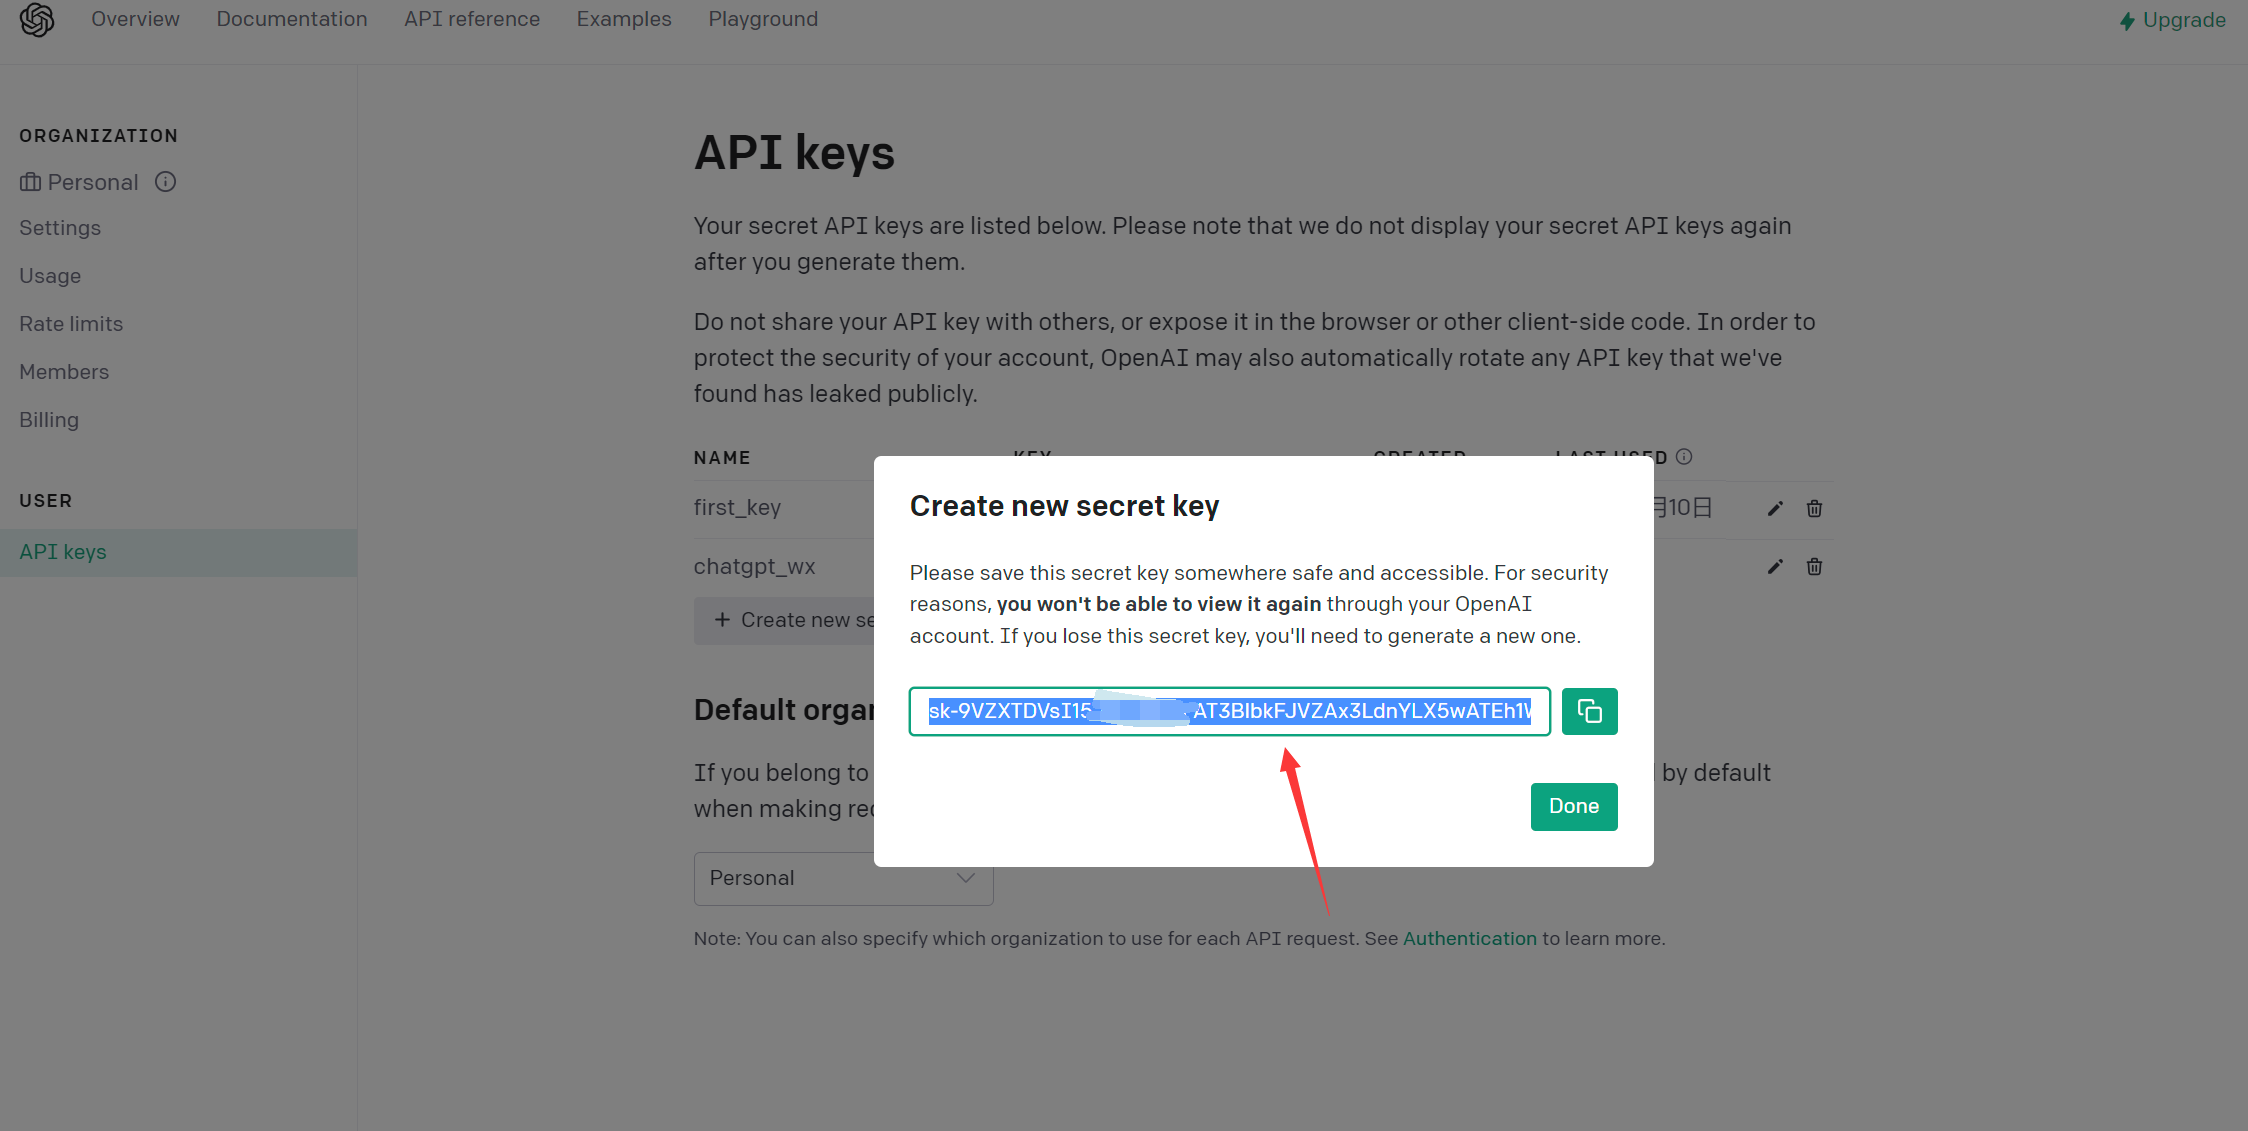 Overview Documentation API reference Examples Playground
Upgrade
ORGANIZATION
Personal
Settings
Usage
Rate limits
Members
Billing
USER
API keys
API keys
Your secret API keys are listed below. Please note that we do not display your secret API keys again
after you generate them.
Do not share your API key with others, or expose it in the browser or other client-side code. In order to
protect the security of your account, OpenAI may also automatically rotate any API key that we've
found has leaked publicly.
NAME KEY CREATED LAST USED
first_key 月10日
chatgpt_wx
+ Create new se
Create new secret key
Please save this secret key somewhere safe and accessible. For security
reasons, you won't be able to view it again through your OpenAI
account. If you lose this secret key, you'll need to generate a new one.
sk-9VZXTDVsI15 AT3BlbkFJVZAx3LdnYLX5wATEh1
Done
Default organ
If you belong to by default
when making
Personal
Note: You can also specify which organization to use for each API request. See Authentication to learn more.